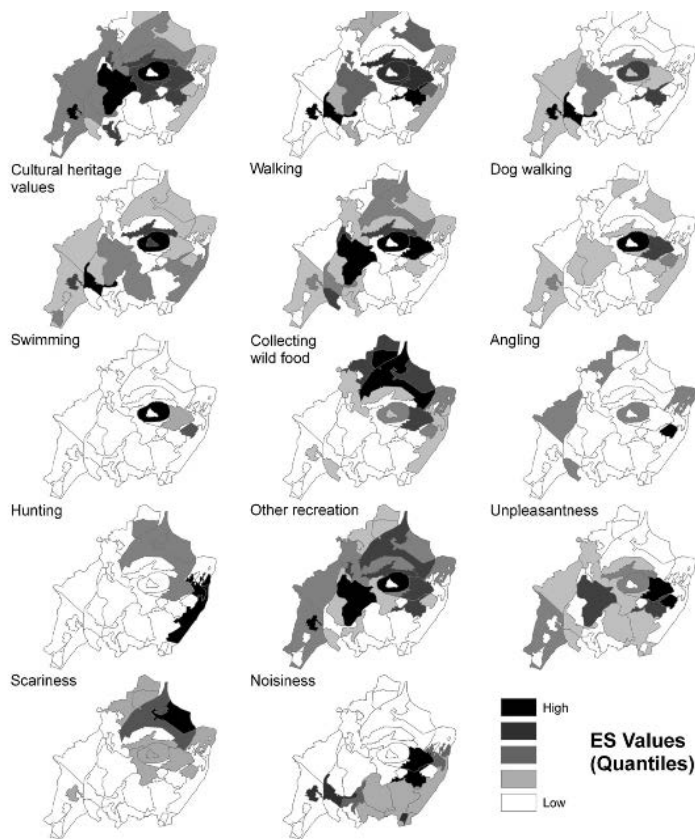 Cultural heritage
values
Walking
Dog walking
Swimming
Collecting
wild food
Angling
Hunting
Other recreation
Unpleasantness
Scariness
Noisiness
High
Low
ES Values
(Quantiles)